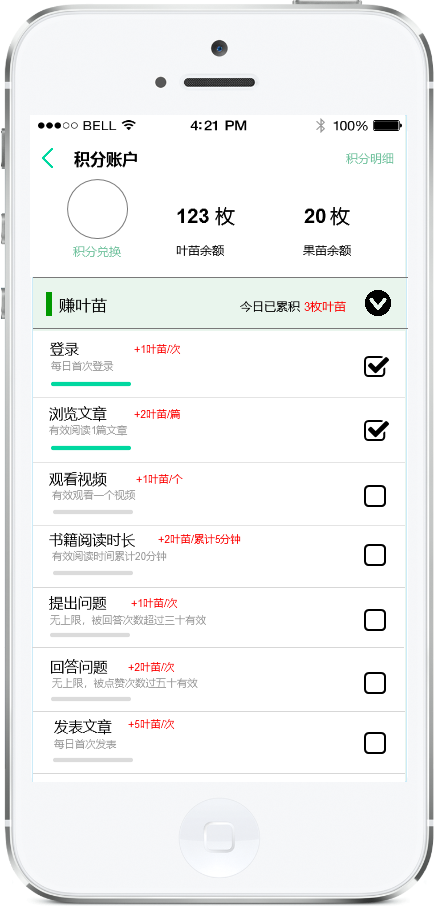 BELL 4:21 PM 100%
积分账户 积分明细
123 枚 20 枚
积分兑换 叶苗余额 果苗余额
赚叶苗 今日已累积 3枚叶苗
登录 +1叶苗/次
每日首次登录
浏览文章 +2叶苗/篇
有效阅读1篇文章
观看视频 +1叶苗/个
有效观看一个视频
书籍阅读时长 +2叶苗/累计5分钟
有效阅读时间累计20分钟
提出问题 +1叶苗/次
无上限，被回答次数超过三十有效
回答问题 +2叶苗/次
无上限，被点赞次数过五十有效
发表文章 +5叶苗/次
每日首次发表